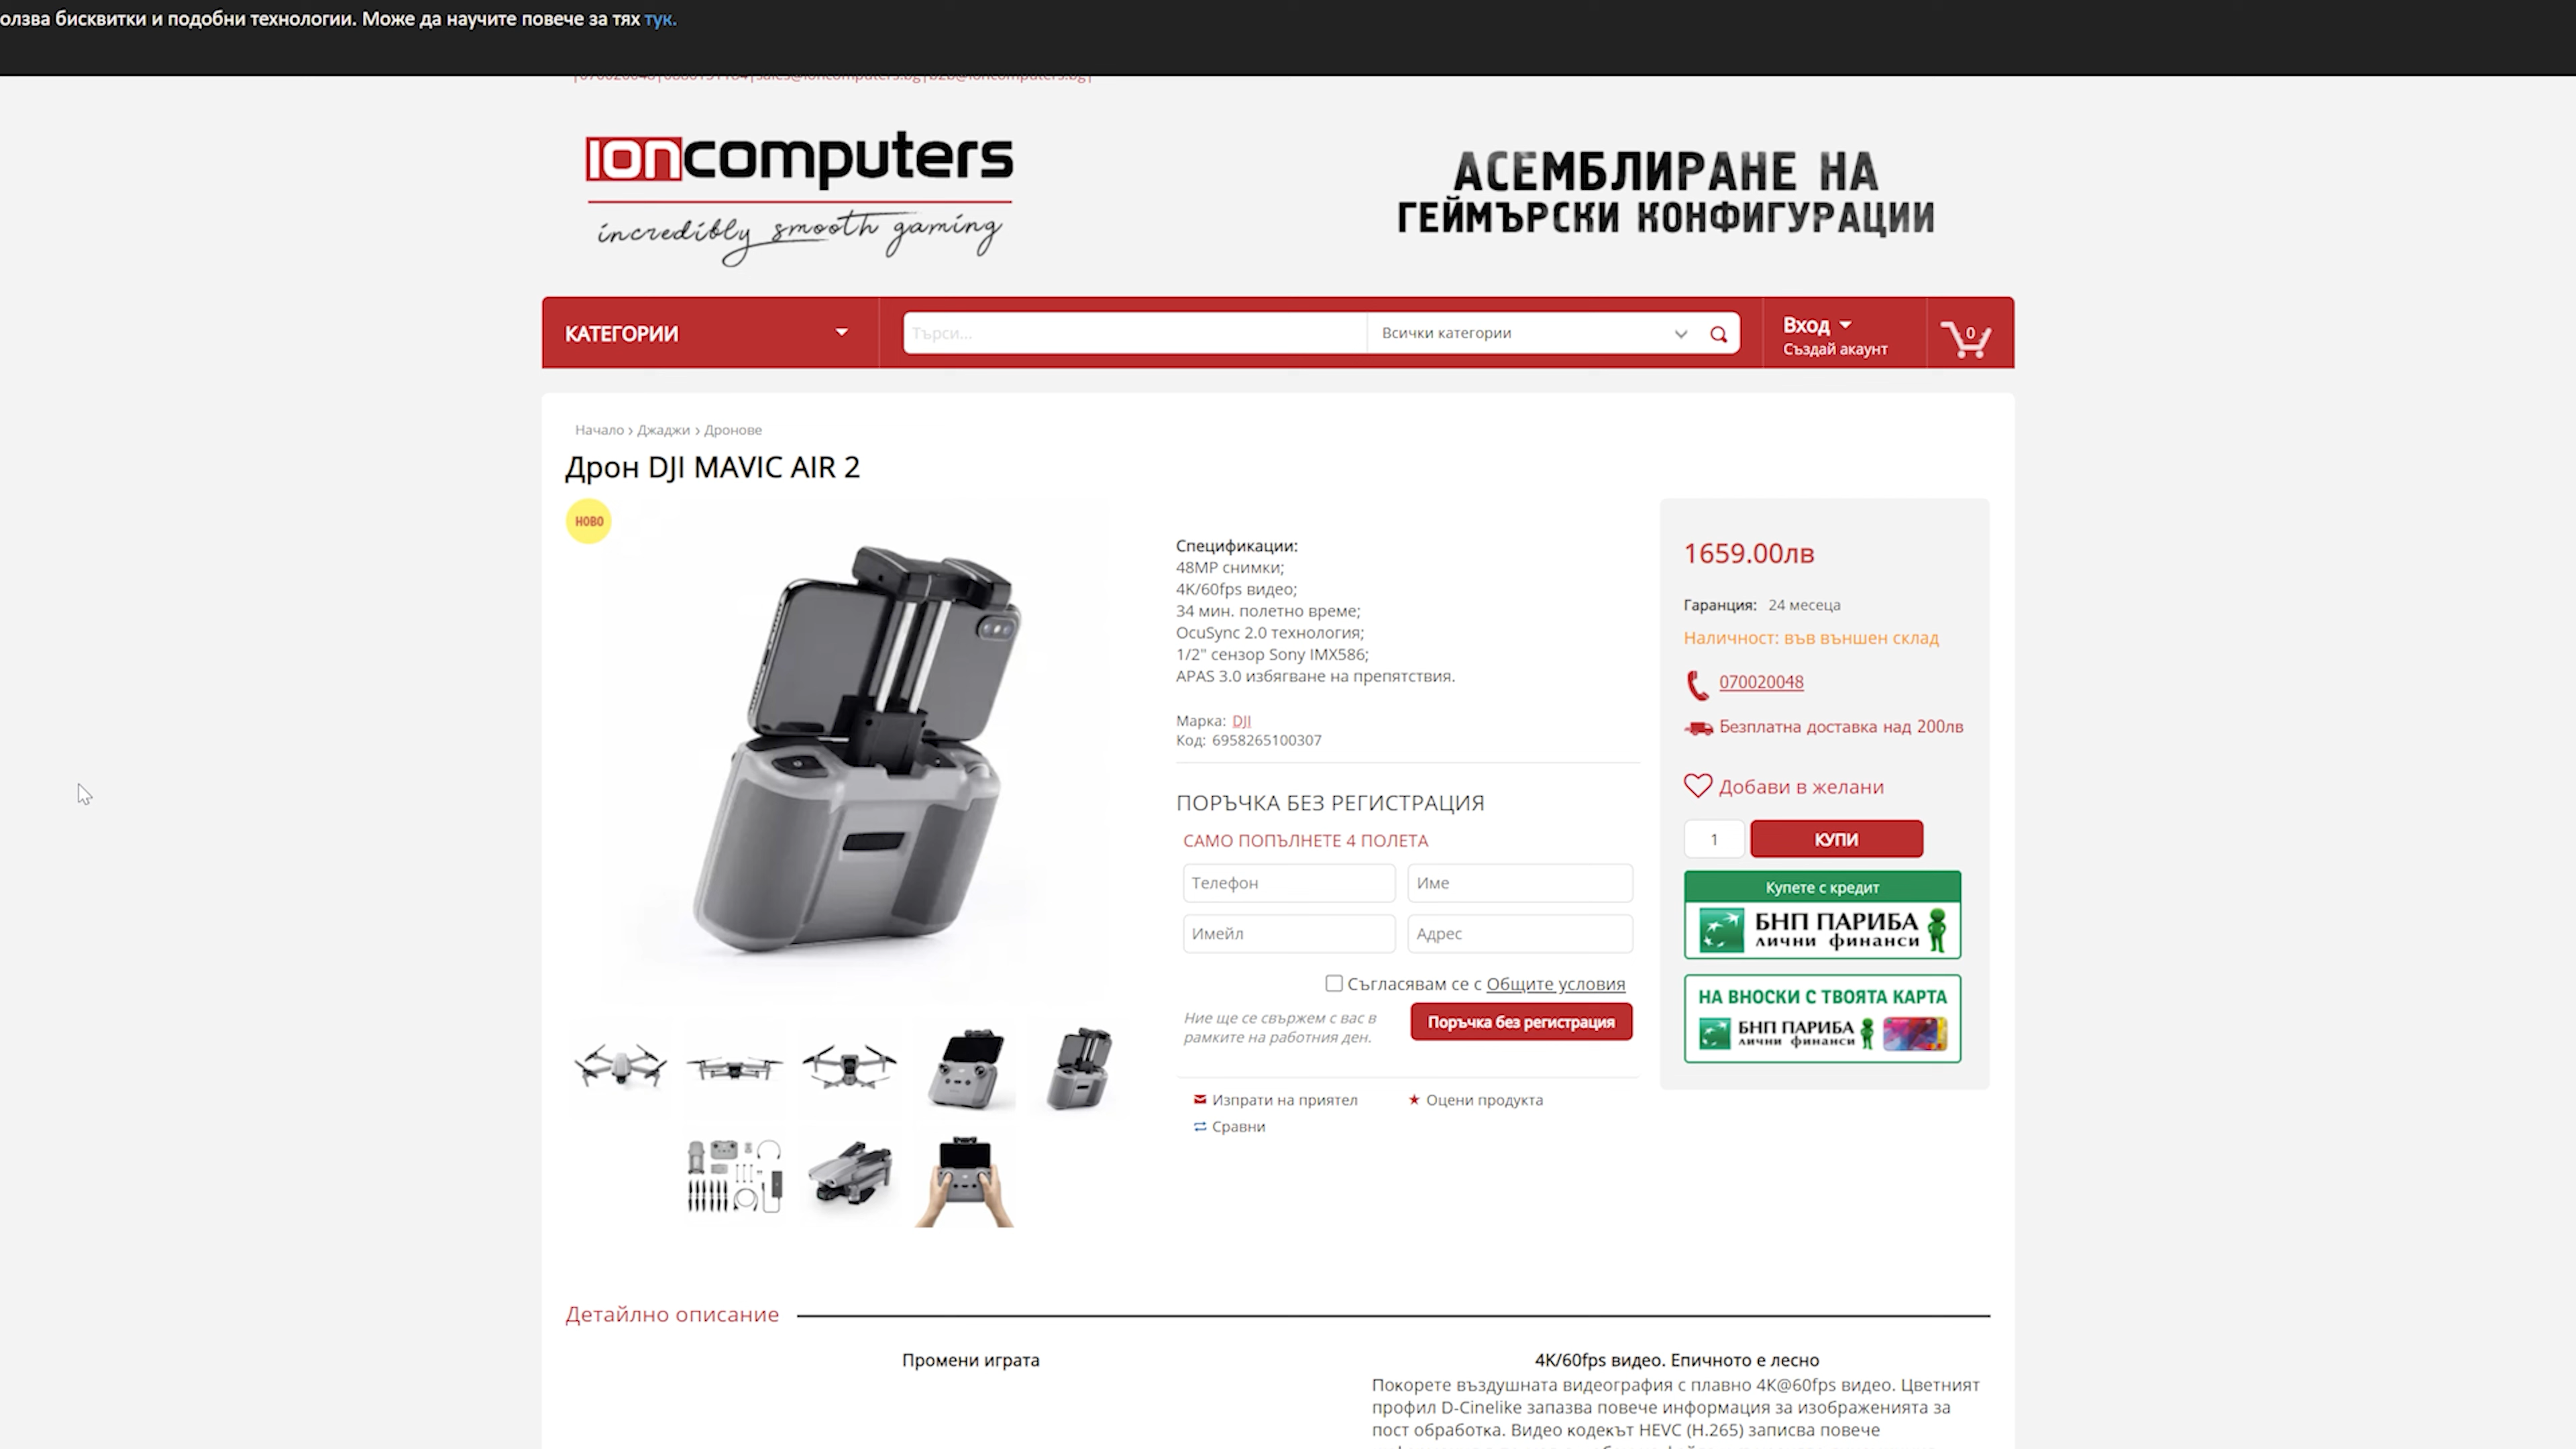 олзва бисквитки и подобни технологии. Може да научите повече за тях тук.
ioncomputers
incredibly smooth gaming
АСЕМБЛИРАНЕ НА
ГЕЙМЪРСКИ КОНФИГУРАЦИИ
КАТЕГОРИИ
Търси...
Всички категории
Вход
Създай акаунт
0
Начало › Джаджи › Дронове
Дрон DJI MAVIC AIR 2
НОВО
Спецификации:
48MP снимки;
4K/60fps видео;
34 мин. полетно време;
OcuSync 2.0 технология;
1/2" сензор Sony IMX586;
APAS 3.0 избягване на препятствия.
Марка: DJI
Код: 6958265100307
ПОРЪЧКА БЕЗ РЕГИСТРАЦИЯ
САМО ПОПЪЛНЕТЕ 4 ПОЛЕТА
Телефон
Име
Имейл
Адрес
Съгласявам се с Общите условия
Ние ще се свържем с вас в
рамките на работния ден.
Поръчка без регистрация
Изпрати на приятел
Оцени продукта
Сравни
1659.00лв
Гаранция: 24 месеца
Наличност: във външен склад
070020048
Безплатна доставка над 200лв
Добави в желани
1
КУПИ
Купете с кредит
БНП ПАРИБА
лични финанси
НА ВНОСКИ С ТВОЯТА КАРТА
БНП ПАРИБА
лични финанси
Детайлно описание
Промени играта
4K/60fps видео. Епичното е лесно
Покорете въздушната видеография с плавно 4K@60fps видео. Цветният
профил D-Cinelike запазва повече информация за изображенията за
пост обработка. Видео кодекът HEVC (H.265) записва повече